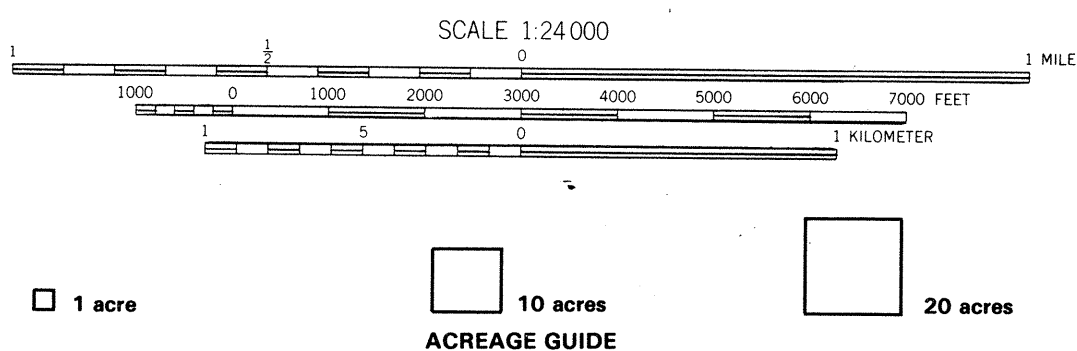 SCALE 1:24 000
1 1/2 0 1 MILE
1000 0 1000 2000 3000 4000 5000 6000 7000 FEET
1 5 0 1 KILOMETER
1 acre 10 acres 20 acres
ACREAGE GUIDE